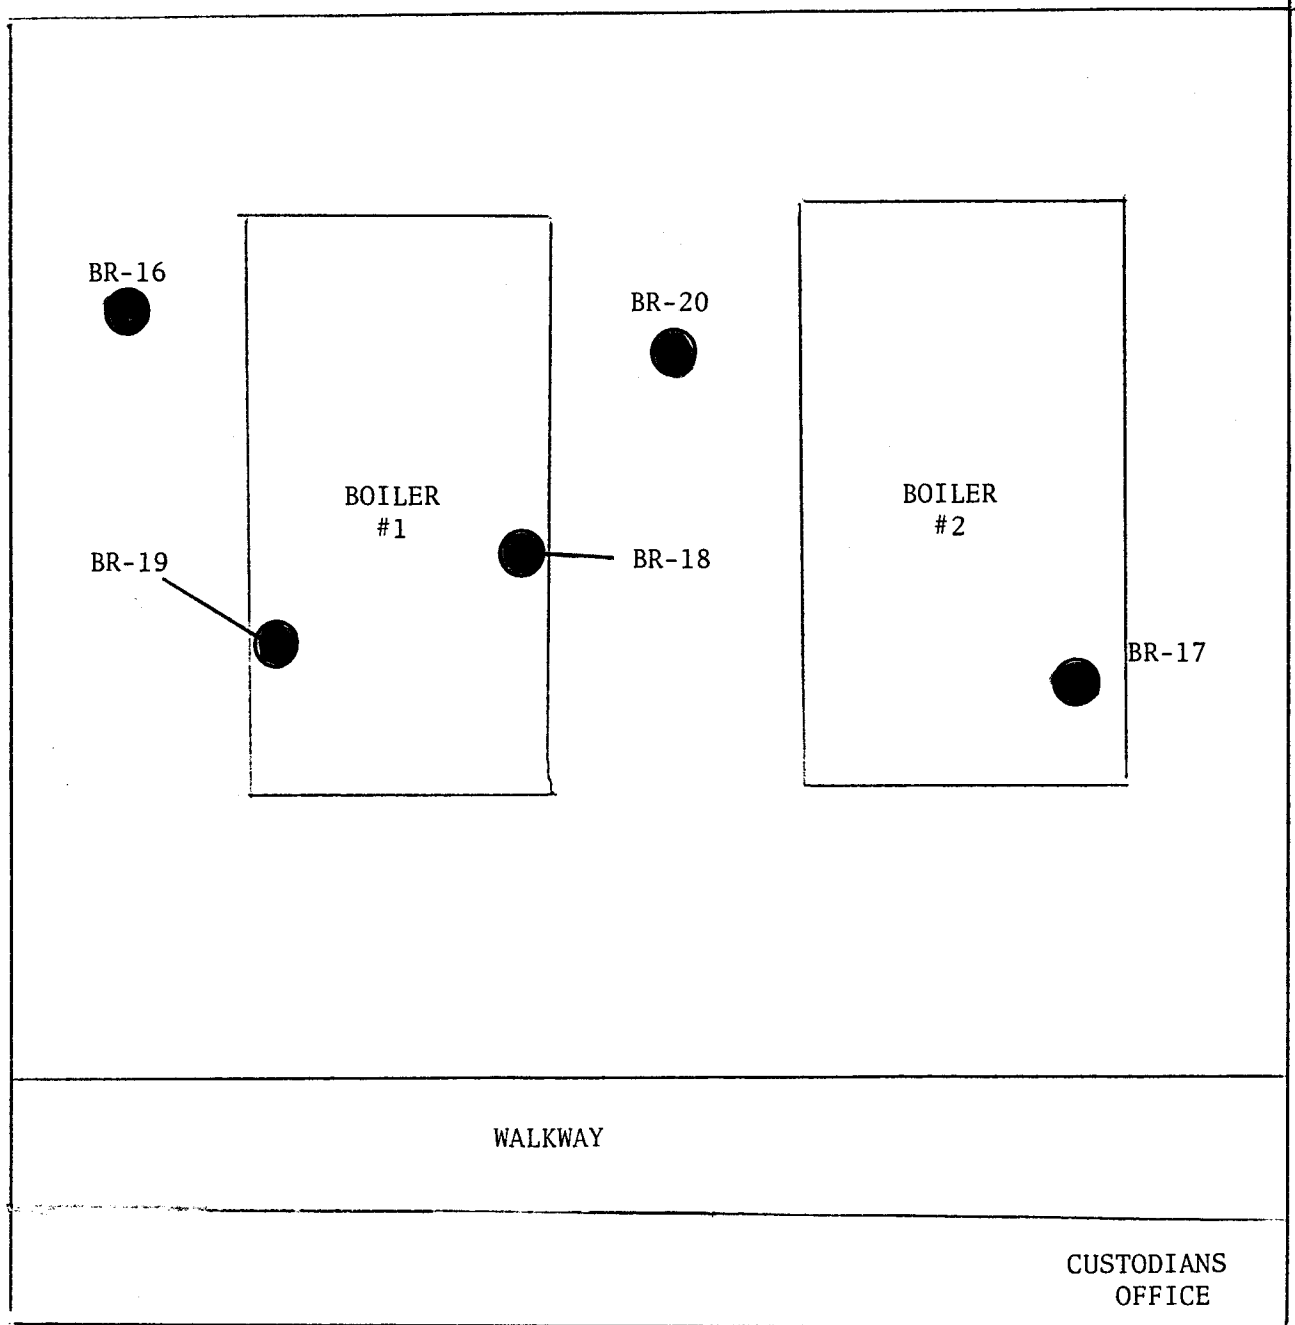 BR-16
BR-20
BOILER
#1
BOILER
#2
BR-19
BR-18
BR-17
WALKWAY
CUSTODIANS
OFFICE